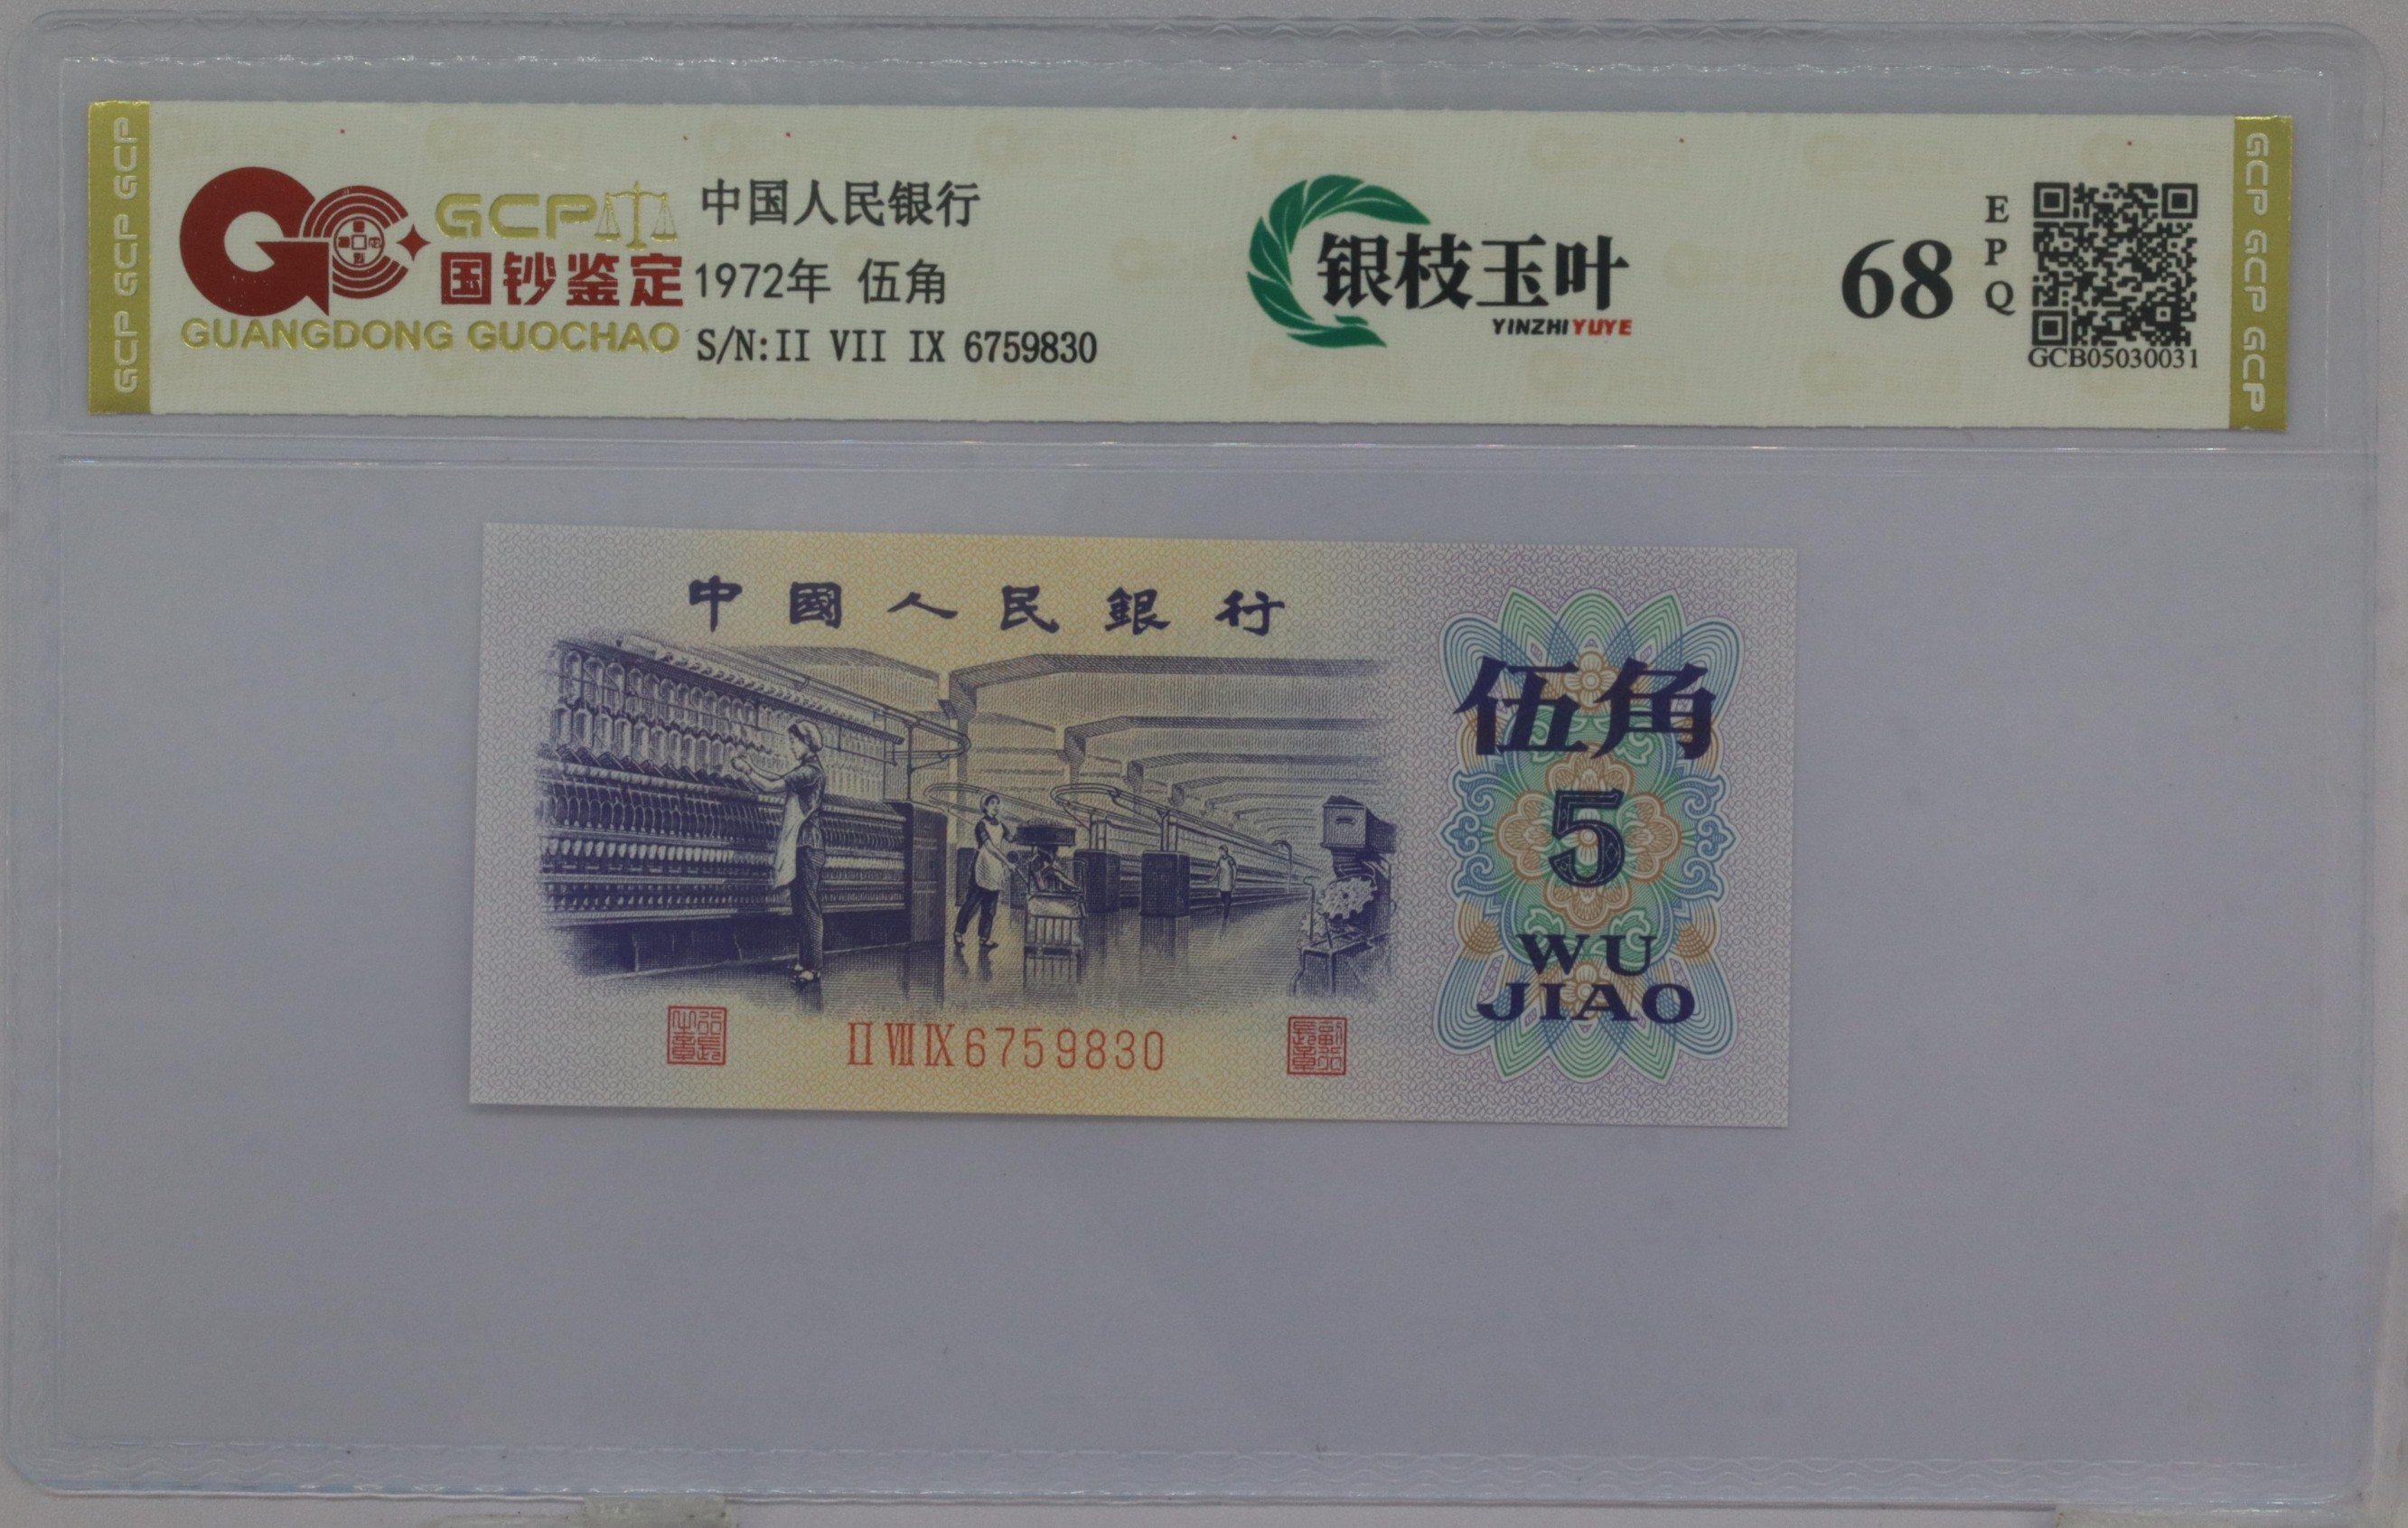 GCP GCP GCP
GCP
国钞鉴定
GUANGDONG GUOCHAO
中国人民银行
1972年 伍角
S/N:II VII IX 6759830
银枝玉叶
YINZHIYUYE
68
EPQ
GCB05030031
GCP GCP GCP
中國人民銀行
伍角
5
WU
JIAO
II VII IX 6759830